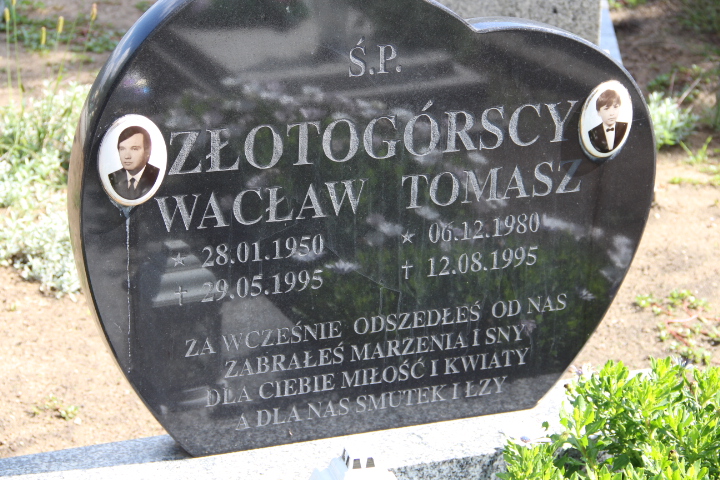 Ś.P.
ZŁOTOGÓRSCY
WACŁAW TOMASZ
★ 28.01.1950 ★ 06.12.1980
✝ 29.05.1995 ✝ 12.08.1995
ZA WCZEŚNIE ODSZEDŁEŚ OD NAS
ZABRAŁEŚ MARZENIA I SNY
DLA CIEBIE MIŁOŚĆ I KWIATY
A DLA NAS SMUTEK I ŁZY